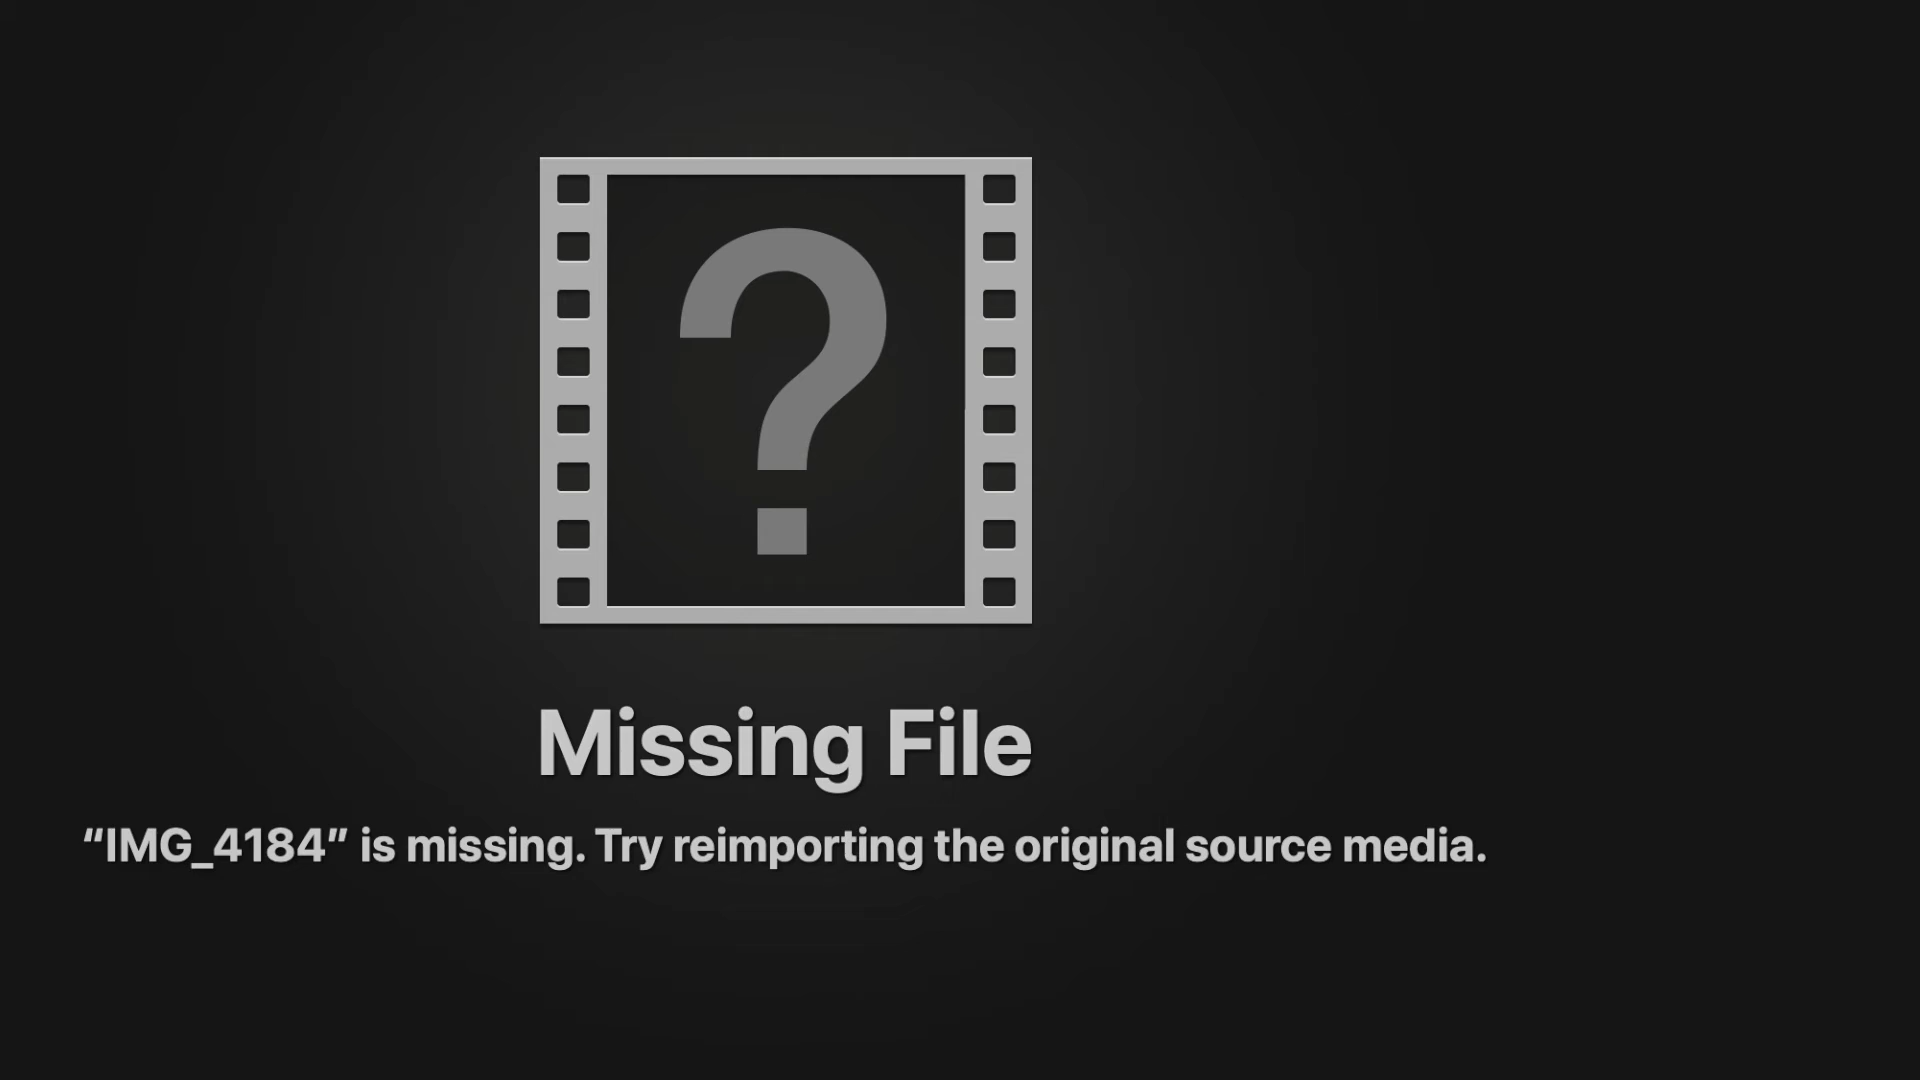 ?
Missing File
“IMG_4184” is missing. Try reimporting the original source media.